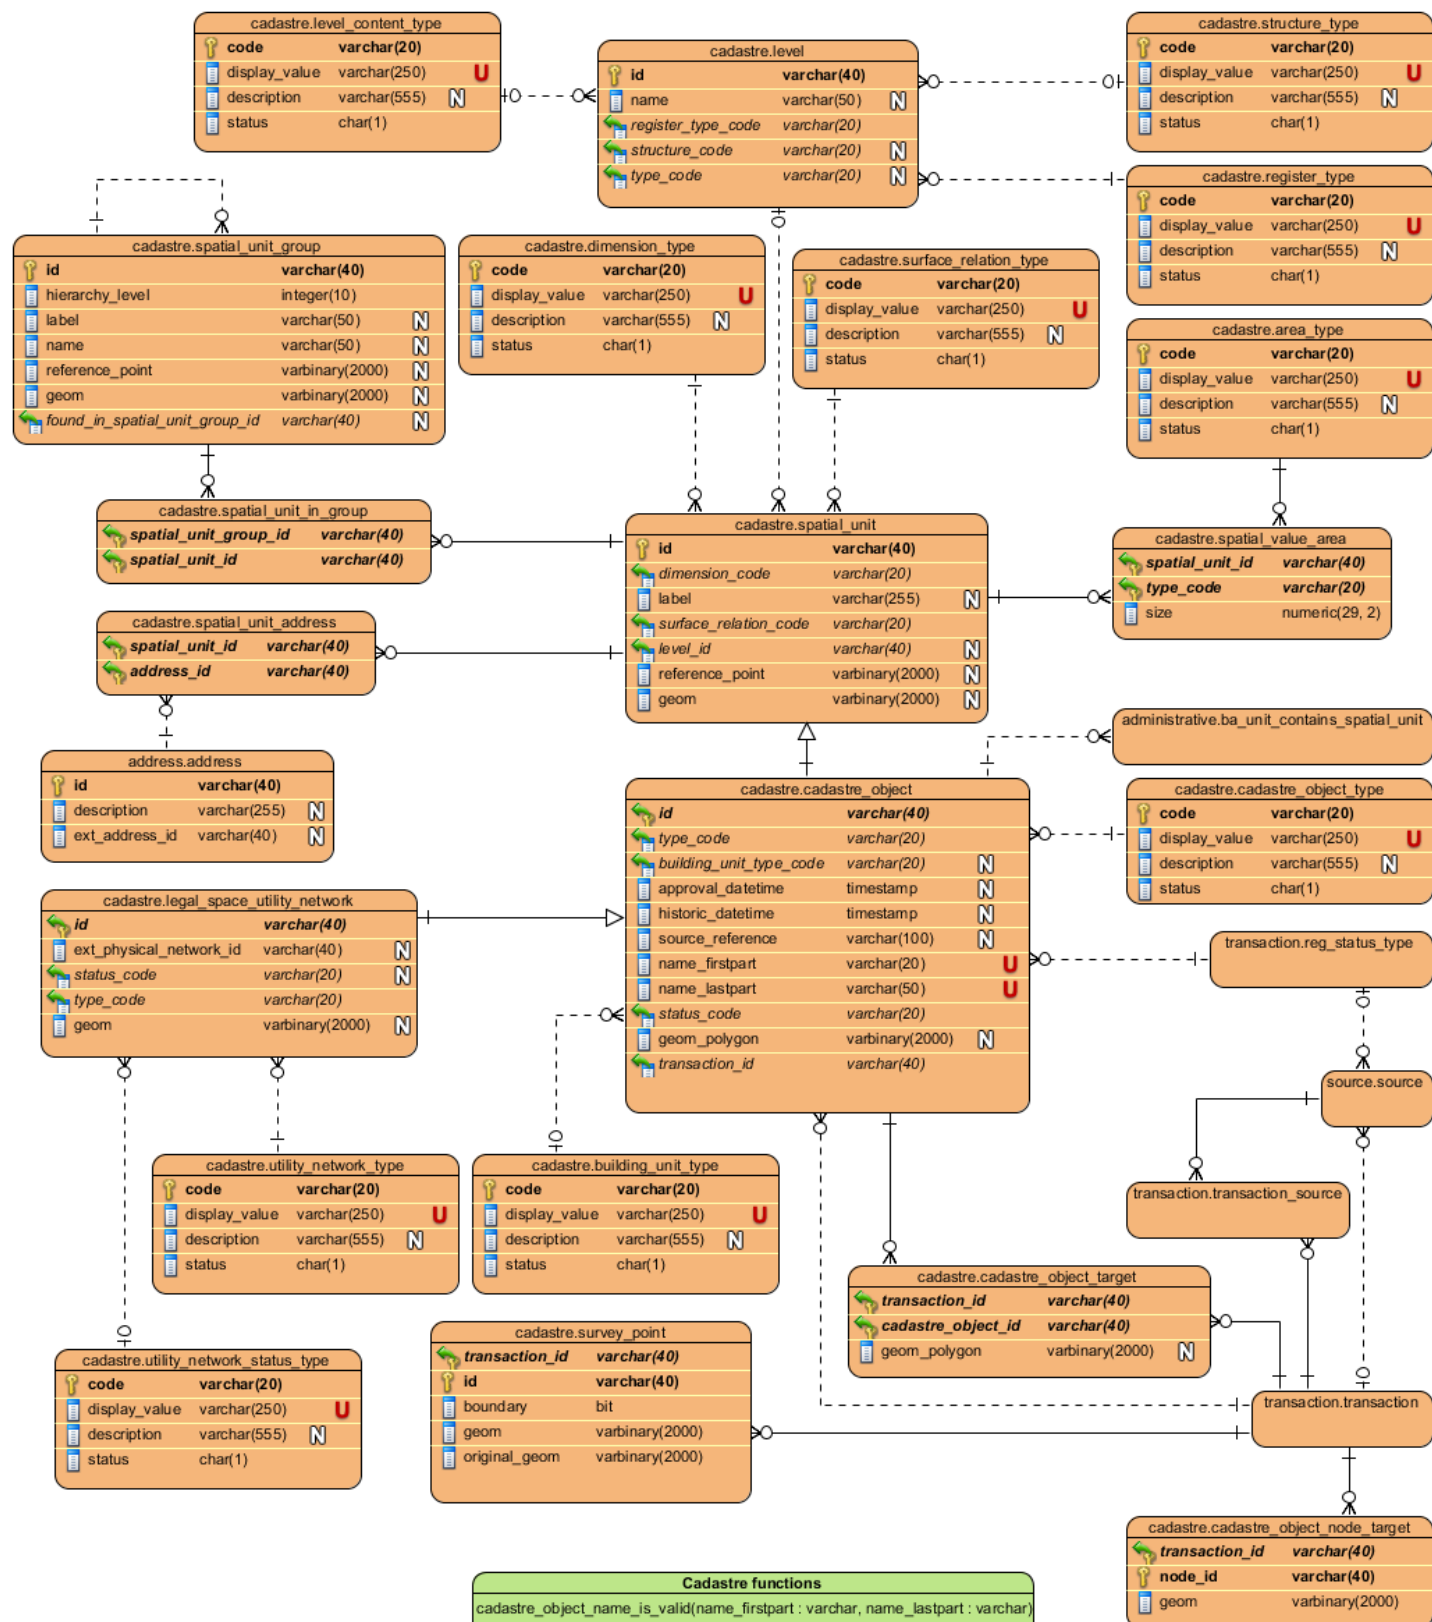 cadastre.level_content_type
code varchar(20)
display_value varchar(250) U
description varchar(555) N
status char(1)
cadastre.level
id varchar(40)
name varchar(50) N
register_type_code varchar(20)
structure_code varchar(20) N
type_code varchar(20) N
cadastre.structure_type
code varchar(20)
display_value varchar(250) U
description varchar(555) N
status char(1)
cadastre.register_type
code varchar(20)
display_value varchar(250) U
description varchar(555) N
status char(1)
cadastre.spatial_unit_group
id varchar(40)
hierarchy_level integer(10)
label varchar(50) N
name varchar(50) N
reference_point varbinary(2000) N
geom varbinary(2000) N
found_in_spatial_unit_group_id varchar(40) N
cadastre.dimension_type
code varchar(20)
display_value varchar(250) U
description varchar(555) N
status char(1)
cadastre.surface_relation_type
code varchar(20)
display_value varchar(250) U
description varchar(555) N
status char(1)
cadastre.area_type
code varchar(20)
display_value varchar(250) U
description varchar(555) N
status char(1)
cadastre.spatial_unit_in_group
spatial_unit_group_id varchar(40)
spatial_unit_id varchar(40)
cadastre.spatial_unit
id varchar(40)
dimension_code varchar(20)
label varchar(255) N
surface_relation_code varchar(20)
level_id varchar(40) N
reference_point varbinary(2000) N
geom varbinary(2000) N
cadastre.spatial_value_area
spatial_unit_id varchar(40)
type_code varchar(20)
size numeric(29, 2)
cadastre.spatial_unit_address
spatial_unit_id varchar(40)
address_id varchar(40)
administrative.ba_unit_contains_spatial_unit
address.address
id varchar(40)
description varchar(255) N
ext_address_id varchar(40) N
cadastre.cadastre_object
id varchar(40)
type_code varchar(20)
building_unit_type_code varchar(20) N
approval_datetime timestamp N
historic_datetime timestamp N
source_reference varchar(100) N
name_firstpart varchar(20) U
name_lastpart varchar(50) U
status_code varchar(20)
geom_polygon varbinary(2000) N
transaction_id varchar(40)
cadastre.cadastre_object_type
code varchar(20)
display_value varchar(250) U
description varchar(555) N
status char(1)
cadastre.legal_space_utility_network
id varchar(40)
ext_physical_network_id varchar(40) N
status_code varchar(20) N
type_code varchar(20)
geom varbinary(2000) N
transaction.reg_status_type
source.source
transaction.transaction_source
cadastre.utility_network_type
code varchar(20)
display_value varchar(250) U
description varchar(555) N
status char(1)
cadastre.building_unit_type
code varchar(20)
display_value varchar(250) U
description varchar(555) N
status char(1)
cadastre.cadastre_object_target
transaction_id varchar(40)
cadastre_object_id varchar(40)
geom_polygon varbinary(2000) N
cadastre.survey_point
transaction_id varchar(40)
id varchar(40)
boundary bit
geom varbinary(2000)
original_geom varbinary(2000)
cadastre.utility_network_status_type
code varchar(20)
display_value varchar(250) U
description varchar(555) N
status char(1)
transaction.transaction
cadastre.cadastre_object_node_target
transaction_id varchar(40)
node_id varchar(40)
geom varbinary(2000)
Cadastre functions
cadastre_object_name_is_valid(name_firstpart : varchar, name_lastpart : varchar)